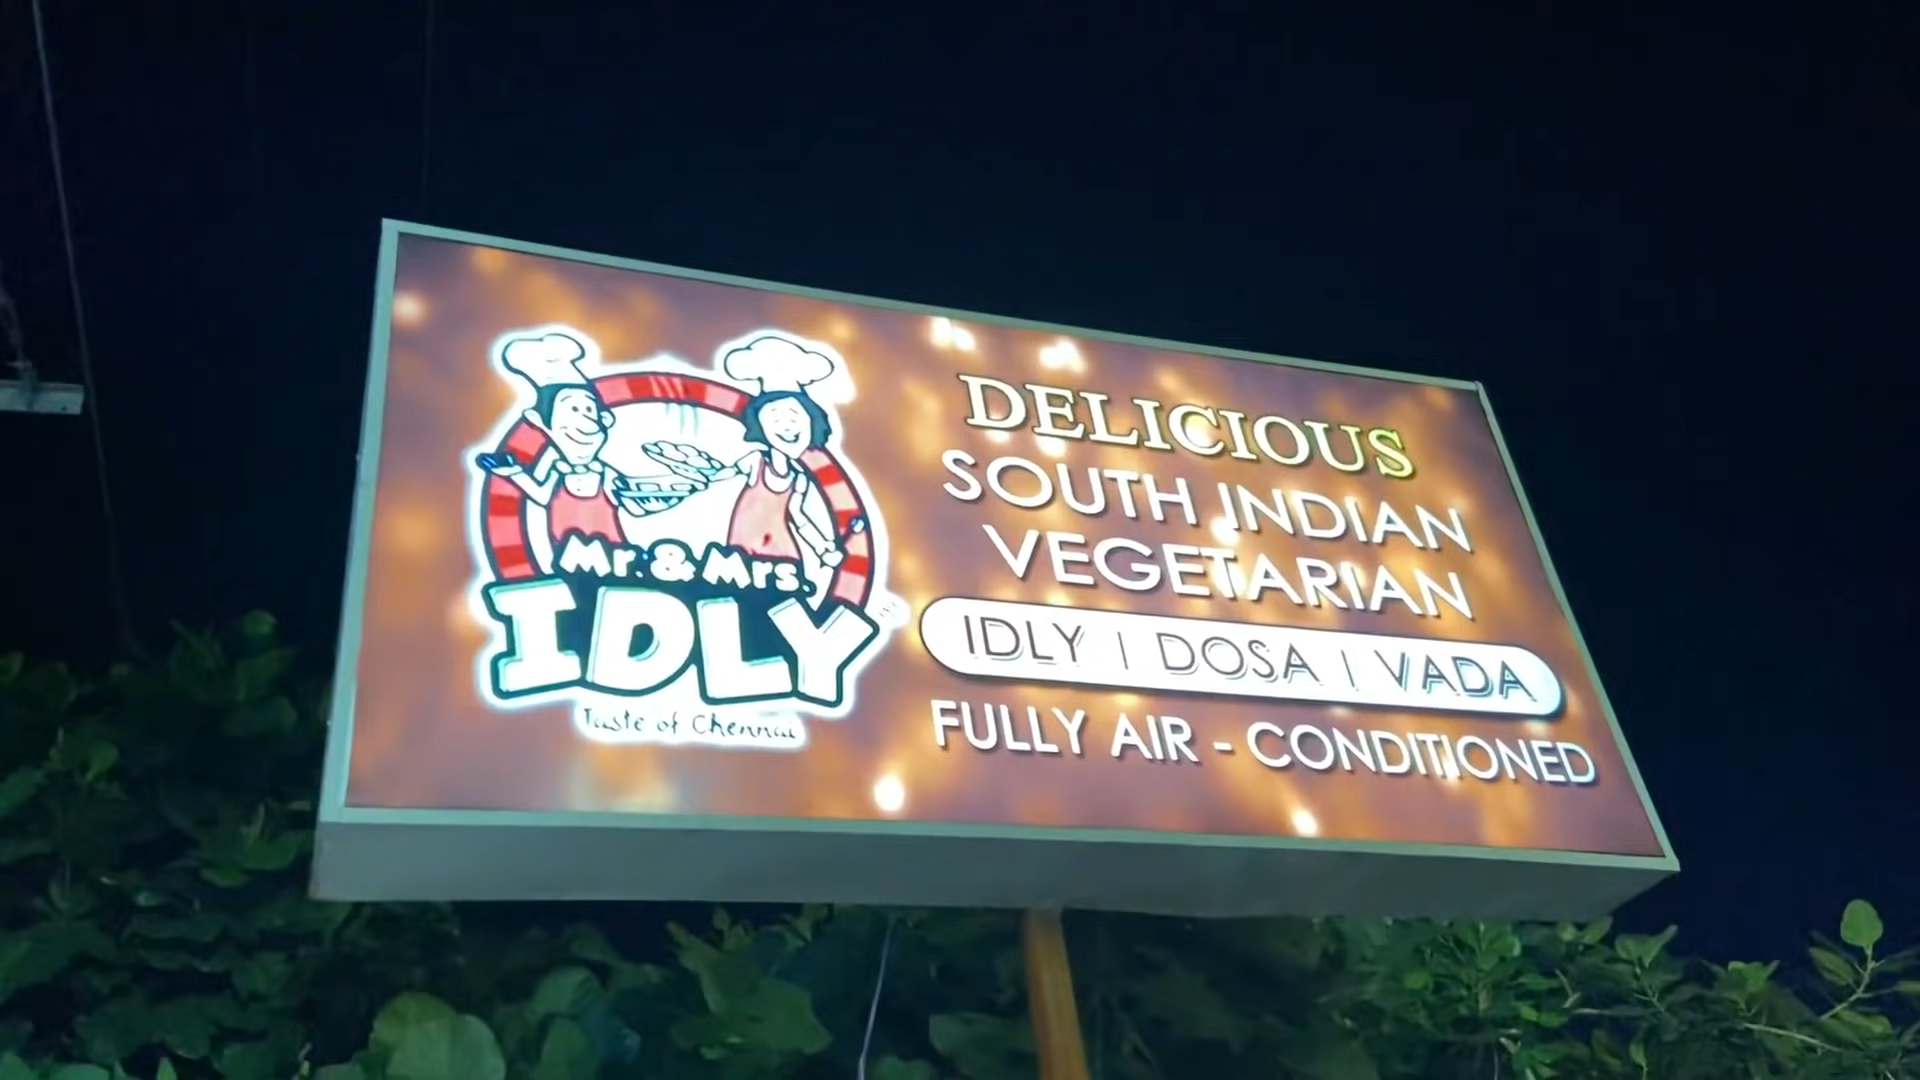 Mr. & Mrs.
IDLY
Taste of Chennai
DELICIOUS
SOUTH INDIAN
VEGETARIAN
IDLY | DOSA | VADA
FULLY AIR - CONDITIONED